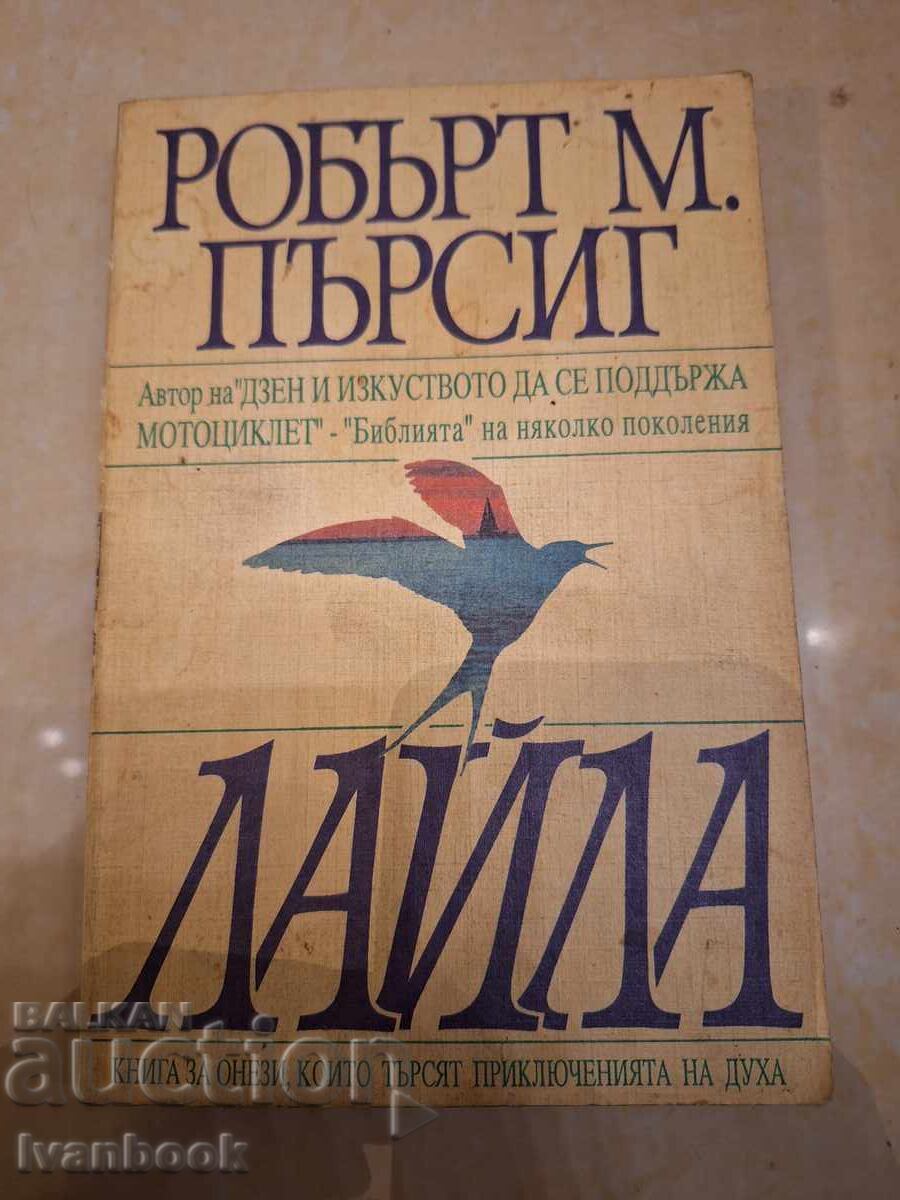 РОБЪРТ М.
ПЪРСИГ
Автор на "ДЗЕН И ИЗКУСТВОТО ДА СЕ ПОДДЪРЖА
МОТОЦИКЛЕТ" - "Библията" на няколко поколения
ЛАЙЛА
КНИГА ЗА ОНЕЗИ, КОИТО ТЪРСЯТ ПРИКЛЮЧЕНИЯТА НА ДУХА
BALKAN
auction
Ivanbook